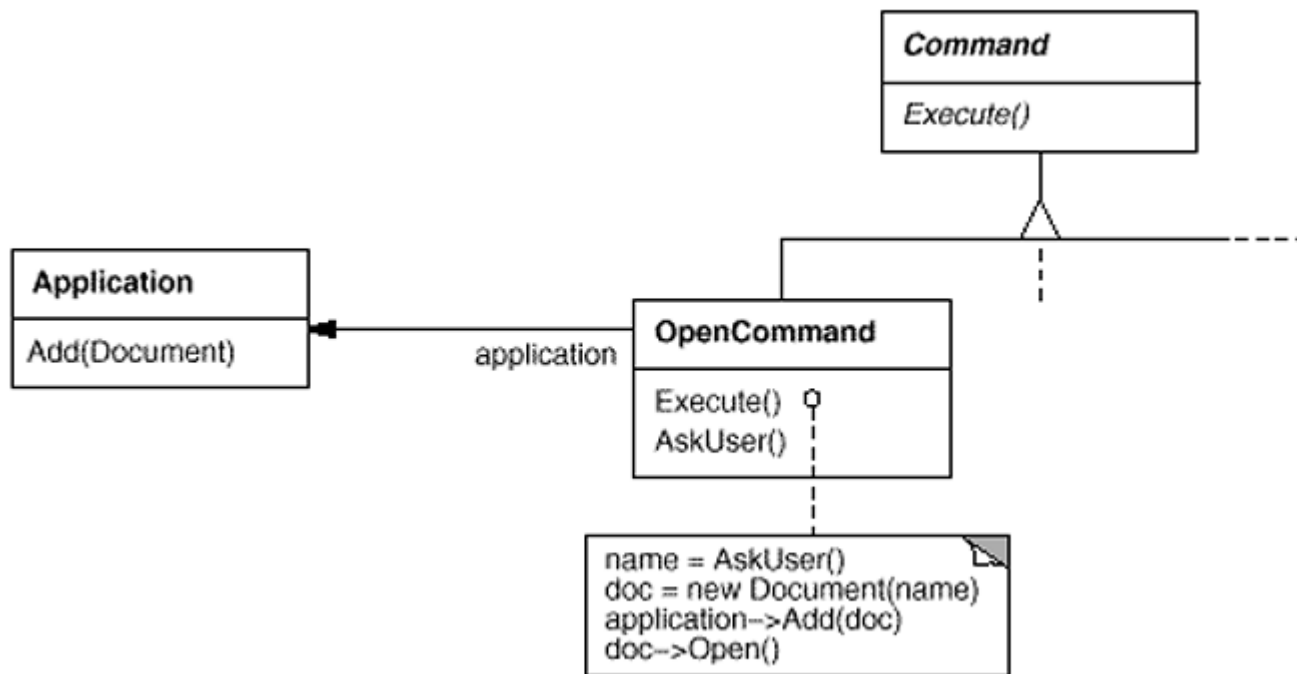 Command
Execute()
Application
Add(Document)
application
OpenCommand
Execute()
AskUser()
name = AskUser()
doc = new Document(name)
application->Add(doc)
doc->Open()